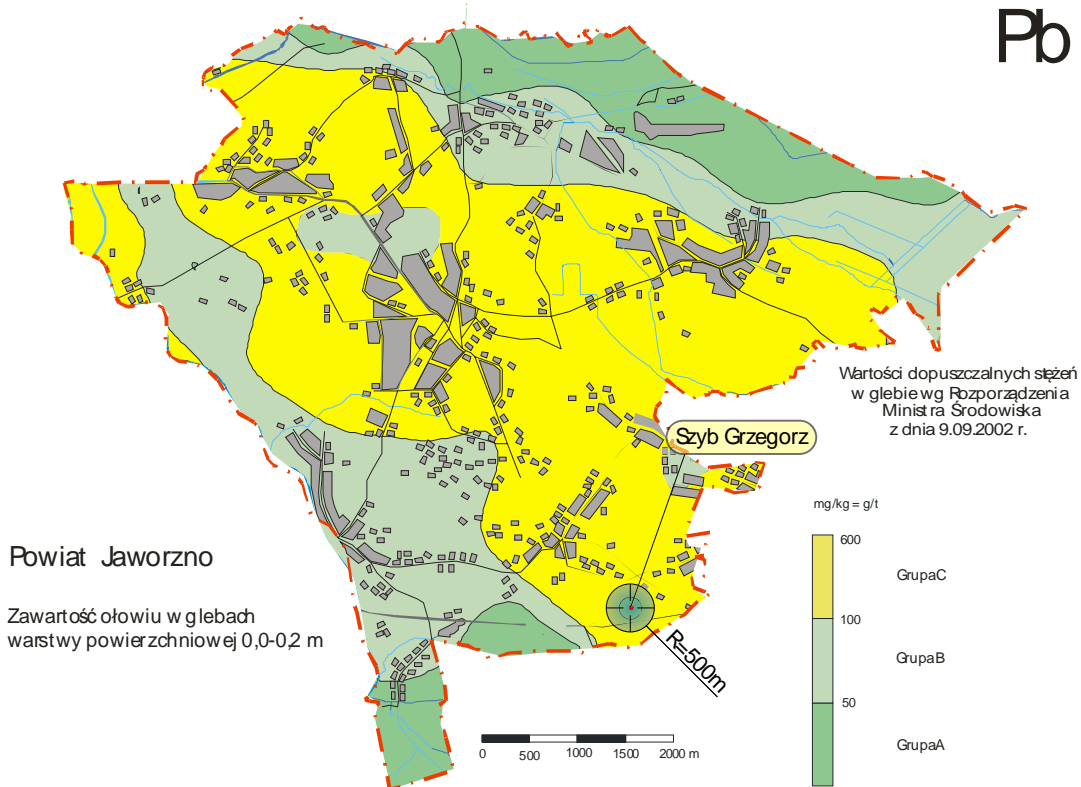 Pb
Wartości dopuszczalnych stężeń
w glebie wg Rozporządzenia
Ministra Środowiska
z dnia 9.09.2002 r.
Szyb Grzegorz
mg/kg = g/t
600
GrupaC
100
GrupaB
50
GrupaA
Powiat Jaworzno
Zawartość ołowiu w glebach
warstwy powierzchniowej 0,0-0,2 m
R=500m
0 500 1000 1500 2000 m